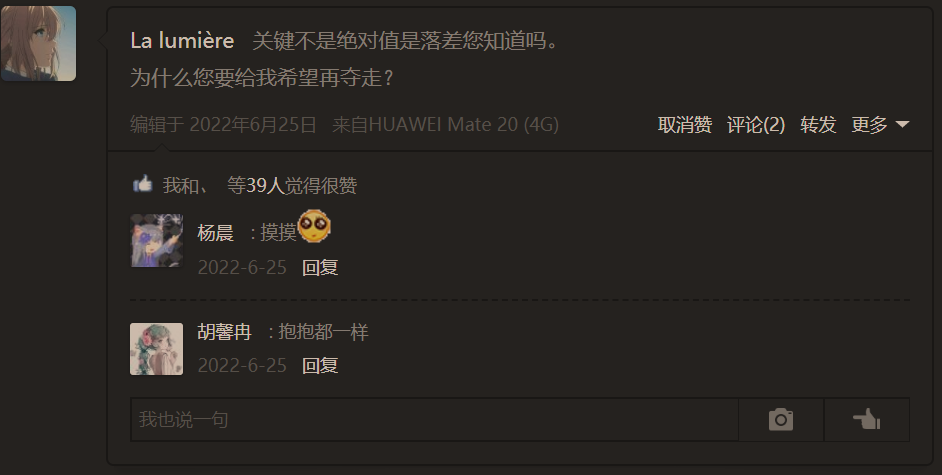 La lumière 关键不是绝对值是落差您知道吗。
为什么您要给我希望再夺走？
编辑于 2022年6月25日 来自HUAWEI Mate 20 (4G) 取消赞 评论(2) 转发 更多
我和、 等39人觉得很赞
杨晨 : 摸摸
2022-6-25 回复
胡馨冉 : 抱抱都一样
2022-6-25 回复
我也说一句